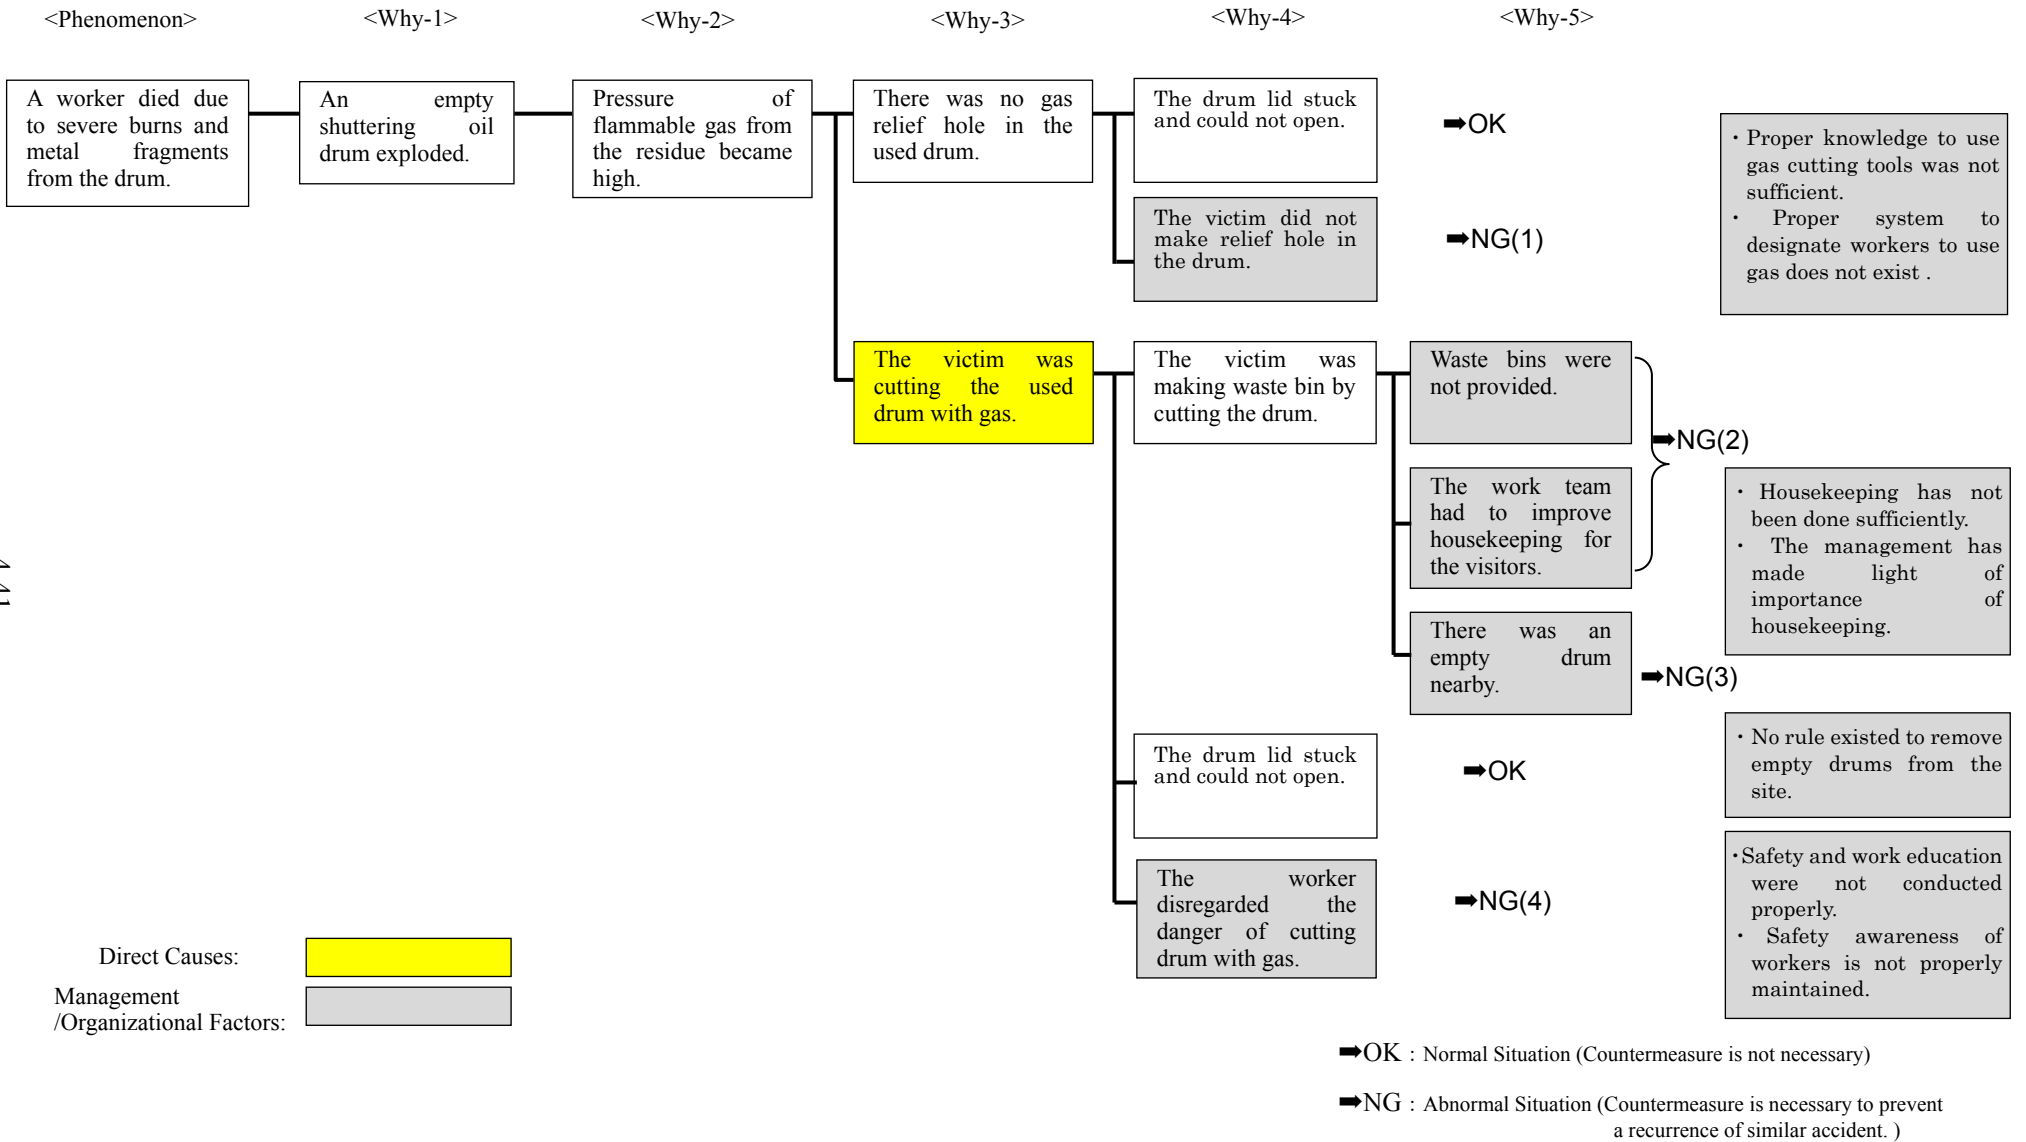 <Phenomenon>
<Why-1>
<Why-2>
<Why-3>
<Why-4>
<Why-5>
A worker died due
to severe burns and
metal fragments
from the drum.
An empty
shuttering oil
drum exploded.
Pressure of
flammable gas from
the residue became
high.
There was no gas
relief hole in the
used drum.
The drum lid stuck
and could not open.
➡OK
・Proper knowledge to use
gas cutting tools was not
sufficient.
・ Proper system to
designate workers to use
gas does not exist .
The victim did not
make relief hole in
the drum.
➡NG(1)
The victim was
cutting the used
drum with gas.
The victim was
making waste bin by
cutting the drum.
Waste bins were
not provided.
➡NG(2)
The work team
had to improve
housekeeping for
the visitors.
・ Housekeeping has not
been done sufficiently.
・ The management has
made light of
importance of
housekeeping.
There was an
empty drum
nearby.
➡NG(3)
The drum lid stuck
and could not open.
➡OK
・No rule existed to remove
empty drums from the
site.
The worker
disregarded the
danger of cutting
drum with gas.
➡NG(4)
・Safety and work education
were not conducted
properly.
・ Safety awareness of
workers is not properly
maintained.
Direct Causes:
Management
/Organizational Factors:
➡OK : Normal Situation (Countermeasure is not necessary)
➡NG : Abnormal Situation (Countermeasure is necessary to prevent
a recurrence of similar accident. )